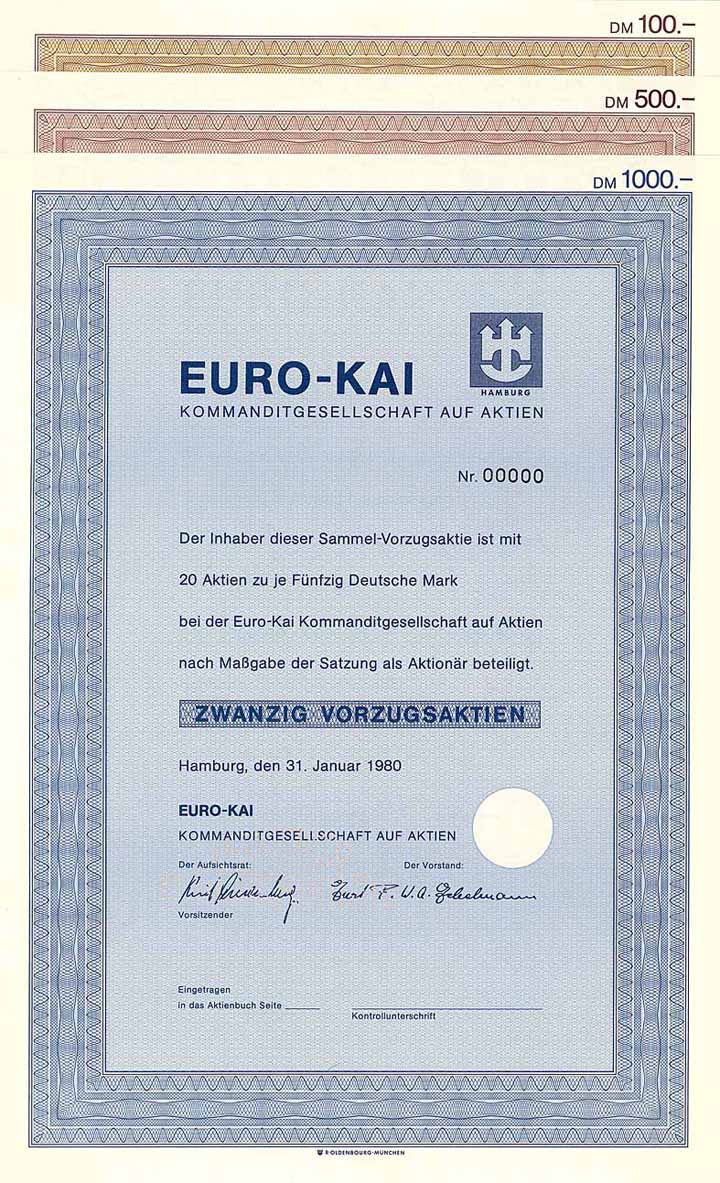 DM 100.–
DM 500.–
DM 1000.–
HAMBURG
EURO-KAI
KOMMANDITGESELLSCHAFT AUF AKTIEN
Nr. 00000
Der Inhaber dieser Sammel-Vorzugsaktie ist mit
20 Aktien zu je Fünfzig Deutsche Mark
bei der Euro-Kai Kommanditgesellschaft auf Aktien
nach Maßgabe der Satzung als Aktionär beteiligt.
ZWANZIG VORZUGSAKTIEN
Hamburg, den 31. Januar 1980
EURO-KAI
KOMMANDITGESELLSCHAFT AUF AKTIEN
Der Aufsichtsrat: Der Vorstand:
Kurt F. W. A.
Vorsitzender
Eingetragen
in das Aktienbuch Seite
Kontrollunterschrift
R·OLDENBOURG·MÜNCHEN